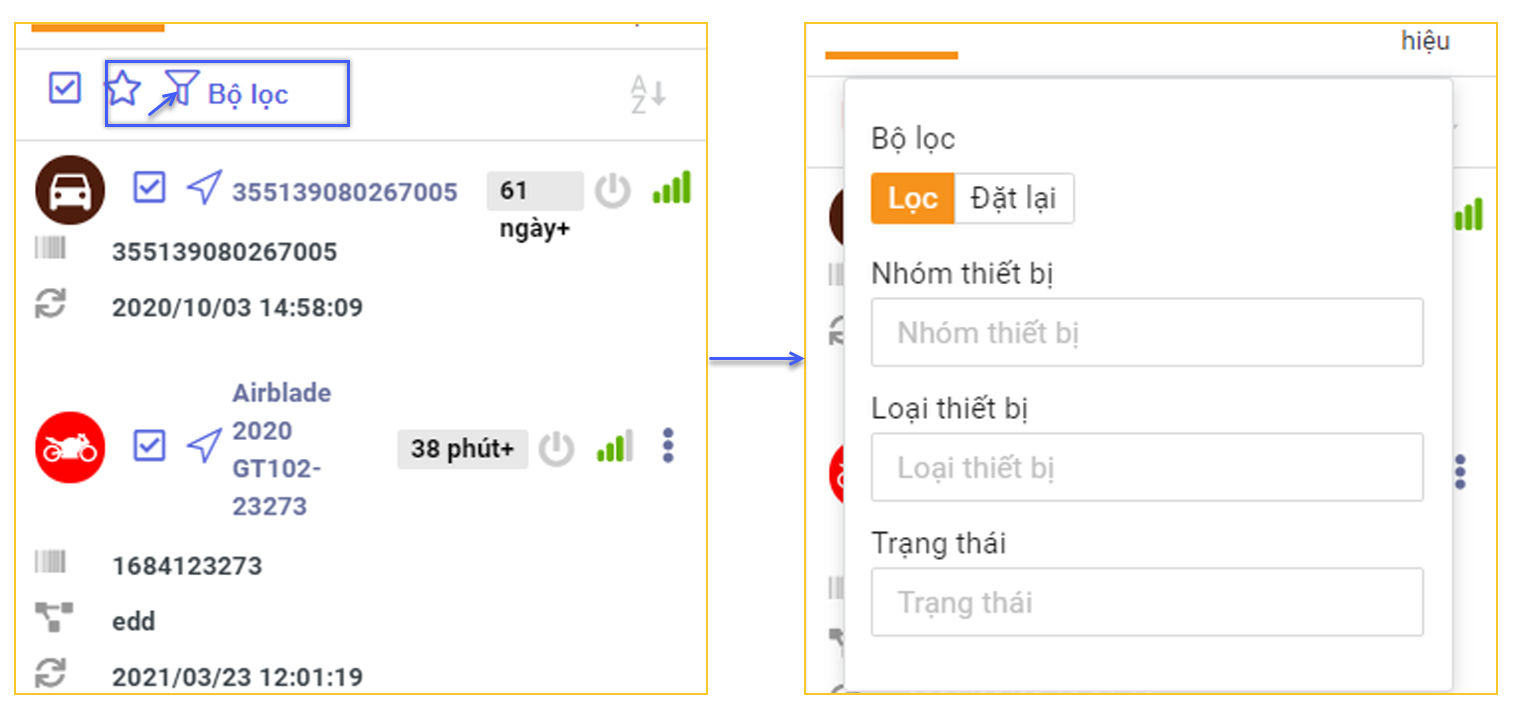 Bộ lọc
A
Z
355139080267005
61
ngày+
355139080267005
2020/10/03 14:58:09
Airblade
2020
GT102-
23273
38 phút+
1684123273
edd
2021/03/23 12:01:19
hiệu
Bộ lọc
Lọc
Đặt lại
Nhóm thiết bị
Nhóm thiết bị
Loại thiết bị
Loại thiết bị
Trạng thái
Trạng thái